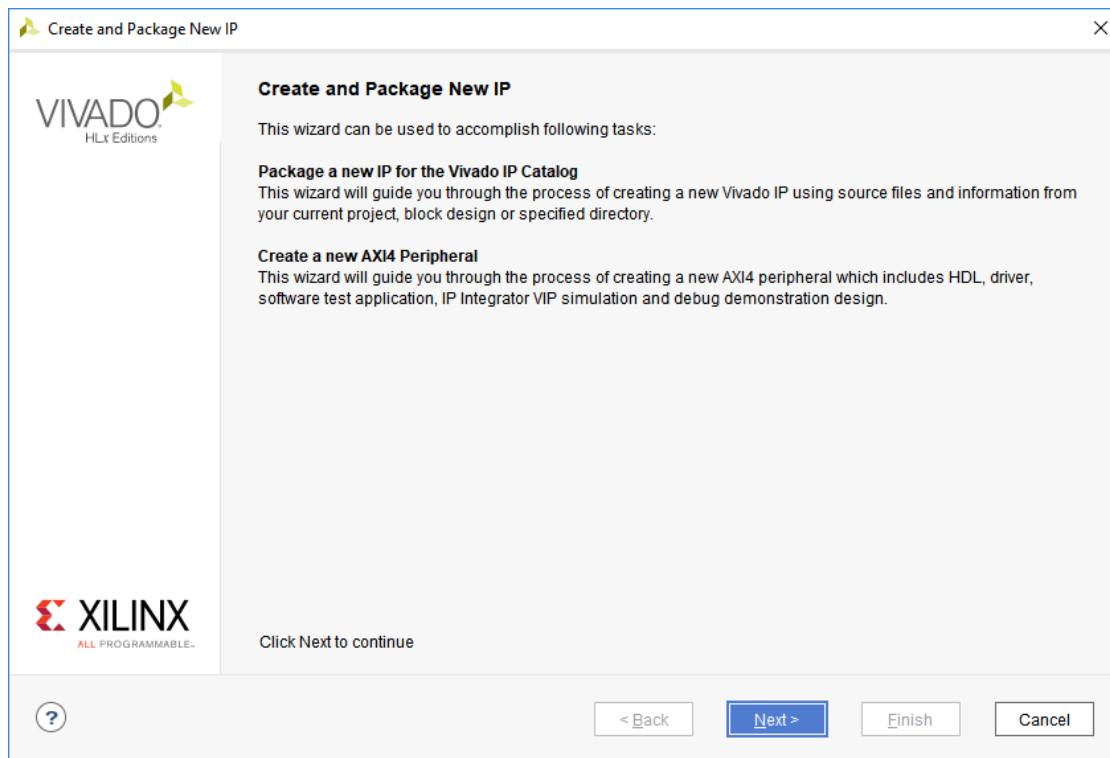 Create and Package New IP
VIVADO
HLx Editions
Create and Package New IP
This wizard can be used to accomplish following tasks:
Package a new IP for the Vivado IP Catalog
This wizard will guide you through the process of creating a new Vivado IP using source files and information from
your current project, block design or specified directory.
Create a new AXI4 Peripheral
This wizard will guide you through the process of creating a new AXI4 peripheral which includes HDL, driver,
software test application, IP Integrator VIP simulation and debug demonstration design.
XILINX
ALL PROGRAMMABLE™
Click Next to continue
?
< Back
Next >
Finish
Cancel